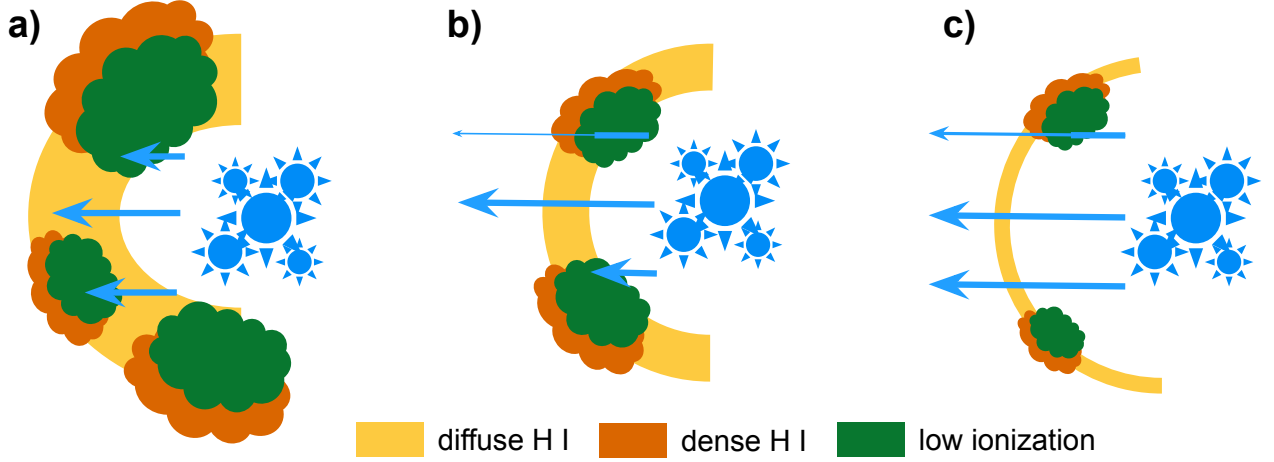 a)
b)
c)
diffuse H I
dense H I
low ionization